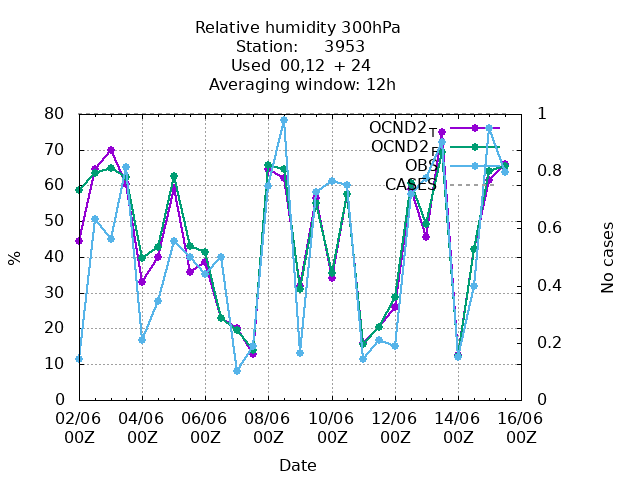 Relative humidity 300hPa
Station: 3953
Used 00,12 + 24
Averaging window: 12h
80
70
60
50
40
30
20
10
0
%
1
0.8
0.6
0.4
0.2
0
No cases
OCND2_T
OCND2_F
OBS
CASES
02/06 04/06 06/06 08/06 10/06 12/06 14/06 16/06
00Z 00Z 00Z 00Z 00Z 00Z 00Z 00Z
Date